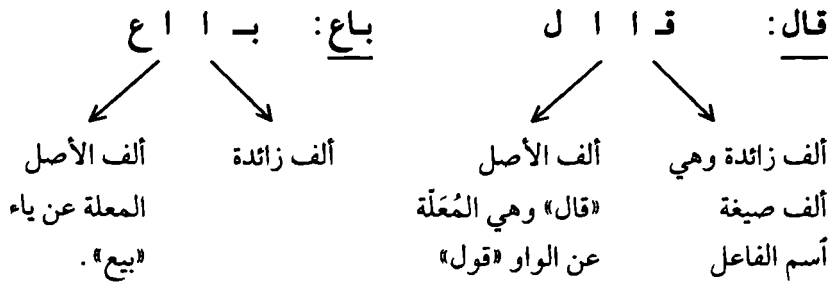 قال: قـ ا ا ل باع: بـ ا ا ع
ألف زائدة وهي ألف الأصل ألف زائدة ألف الأصل
ألف صيغة «قال» وهي المُعَلّة المعلة عن ياء
ٱسم الفاعل عن الواو «قول» «بيع».